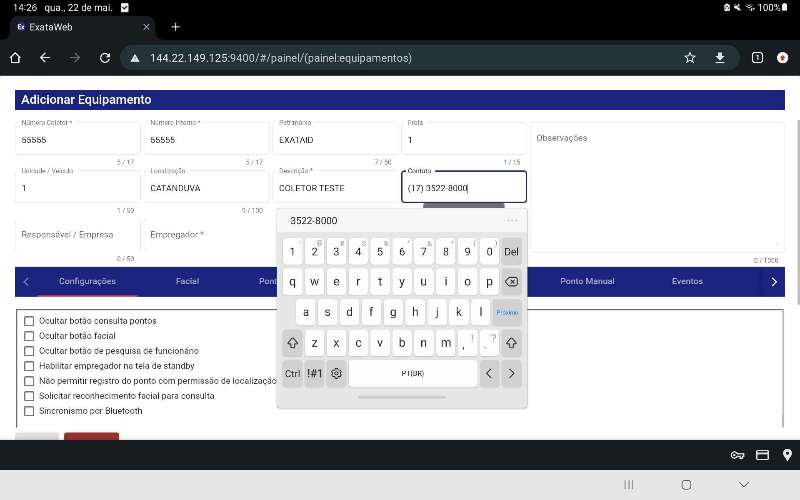 14:26 qua., 22 de mai.
100%
Ex ExataWeb
144.22.149.125:9400/#/painel/(painel:equipamentos)
1
Adicionar Equipamento
Número Coletor *
55555
5 / 17
Número Interno *
55555
5 / 17
Patrimônio
EXATAID
7 / 50
Frota
1
1 / 15
Observações
0 / 1000
Unidade / Veículo
1
1 / 50
Localização
CATANDUVA
9 / 100
Descrição *
COLETOR TESTE
Contato
(17) 3522-8000
Responsável / Empresa
0 / 50
Empregador *
Configurações
Facial
Pont
Ponto Manual
Eventos
Ocultar botão consulta pontos
Ocultar botão facial
Ocultar botão de pesquisa de funcionário
Habilitar empregador na tela de standby
Não permitir registro do ponto com permissão de localização
Solicitar reconhecimento facial para consulta
Sincronismo por Bluetooth
3522-8000
1 2 3 4 5 6 7 8 9 0 Del
q w e r t y u i o p
a s d f g h j k l Próximo
z x c v b n m , ! . ?
Ctrl !#1 PT(BR) < >